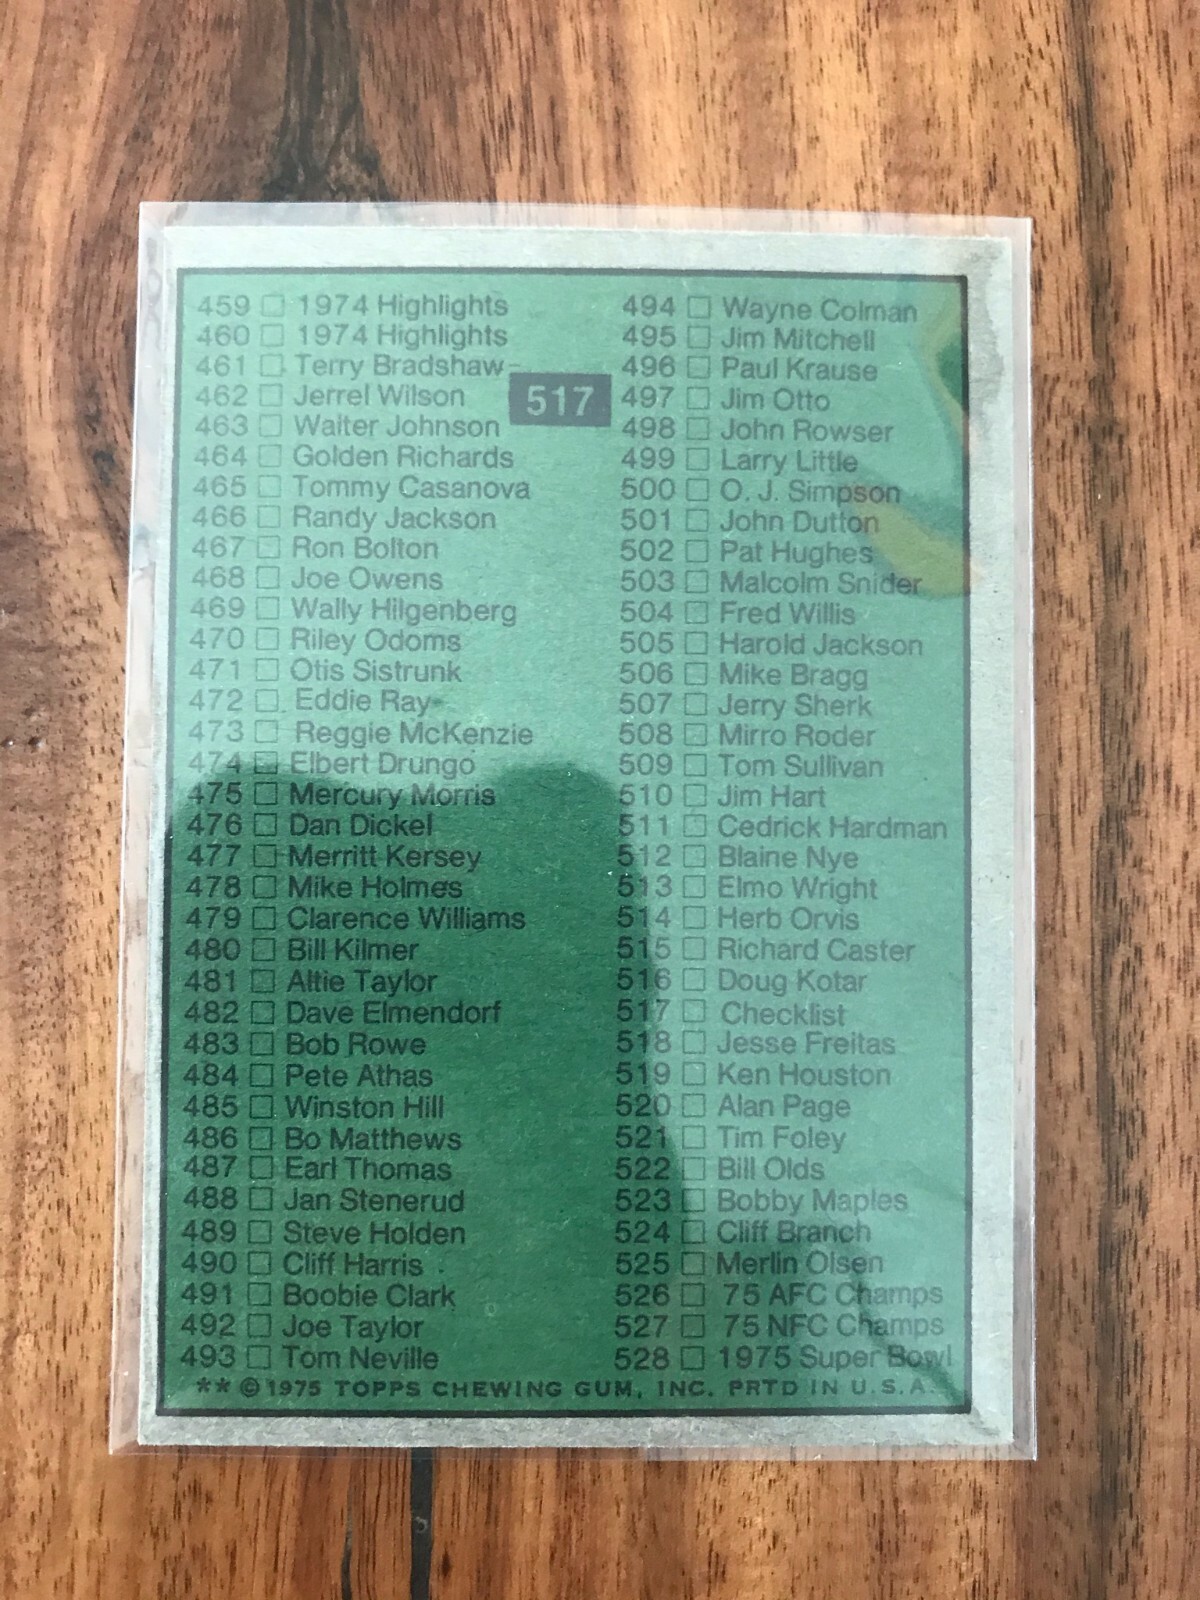 459 □ 1974 Highlights
460 □ 1974 Highlights
461 □ Terry Bradshaw
462 □ Jerrel Wilson
463 □ Walter Johnson
464 □ Golden Richards
465 □ Tommy Casanova
466 □ Randy Jackson
467 □ Ron Bolton
468 □ Joe Owens
469 □ Wally Hilgenberg
470 □ Riley Odoms
471 □ Otis Sistrunk
472 □ Eddie Ray
473 □ Reggie McKenzie
474 □ Elbert Drungo
475 □ Mercury Morris
476 □ Dan Dickel
477 □ Merritt Kersey
478 □ Mike Holmes
479 □ Clarence Williams
480 □ Bill Kilmer
481 □ Altie Taylor
482 □ Dave Elmendorf
483 □ Bob Rowe
484 □ Pete Athas
485 □ Winston Hill
486 □ Bo Matthews
487 □ Earl Thomas
488 □ Jan Stenerud
489 □ Steve Holden
490 □ Cliff Harris
491 □ Boobie Clark
492 □ Joe Taylor
493 □ Tom Neville
517
494 □ Wayne Colman
495 □ Jim Mitchell
496 □ Paul Krause
497 □ Jim Otto
498 □ John Rowser
499 □ Larry Little
500 □ O. J. Simpson
501 □ John Dutton
502 □ Pat Hughes
503 □ Malcolm Snider
504 □ Fred Willis
505 □ Harold Jackson
506 □ Mike Bragg
507 □ Jerry Sherk
508 □ Mirro Roder
509 □ Tom Sullivan
510 □ Jim Hart
511 □ Cedrick Hardman
512 □ Blaine Nye
513 □ Elmo Wright
514 □ Herb Orvis
515 □ Richard Caster
516 □ Doug Kotar
517 □ Checklist
518 □ Jesse Freitas
519 □ Ken Houston
520 □ Alan Page
521 □ Tim Foley
522 □ Bill Olds
523 □ Bobby Maples
524 □ Cliff Branch
525 □ Merlin Olsen
526 □ 75 AFC Champs
527 □ 75 NFC Champs
528 □ 1975 Super Bowl
** © 1975 TOPPS CHEWING GUM, INC. PRTD IN U.S.A.